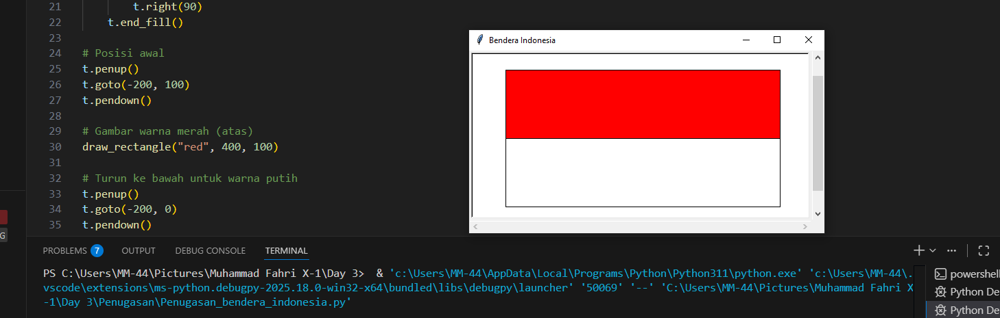 21 t.right(90)
22 t.end_fill()
23
24 # Posisi awal
25 t.penup()
26 t.goto(-200, 100)
27 t.pendown()
28
29 # Gambar warna merah (atas)
30 draw_rectangle("red", 400, 100)
31
32 # Turun ke bawah untuk warna putih
33 t.penup()
34 t.goto(-200, 0)
35 t.pendown()
Bendera Indonesia
G
PROBLEMS 7 OUTPUT DEBUG CONSOLE TERMINAL
PS C:\Users\MM-44\Pictures\Muhammad Fahri X-1\Day 3> & 'c:\Users\MM-44\AppData\Local\Programs\Python\Python311\python.exe' 'c:\Users\MM-44\.
vscode\extensions\ms-python.debugpy-2025.18.0-win32-x64\bundled\libs\debugpy\launcher' '50069' '--' 'C:\Users\MM-44\Pictures\Muhammad Fahri X
-1\Day 3\Penugasan\Penugasan_bendera_indonesia.py'
powershell
Python De
Python De